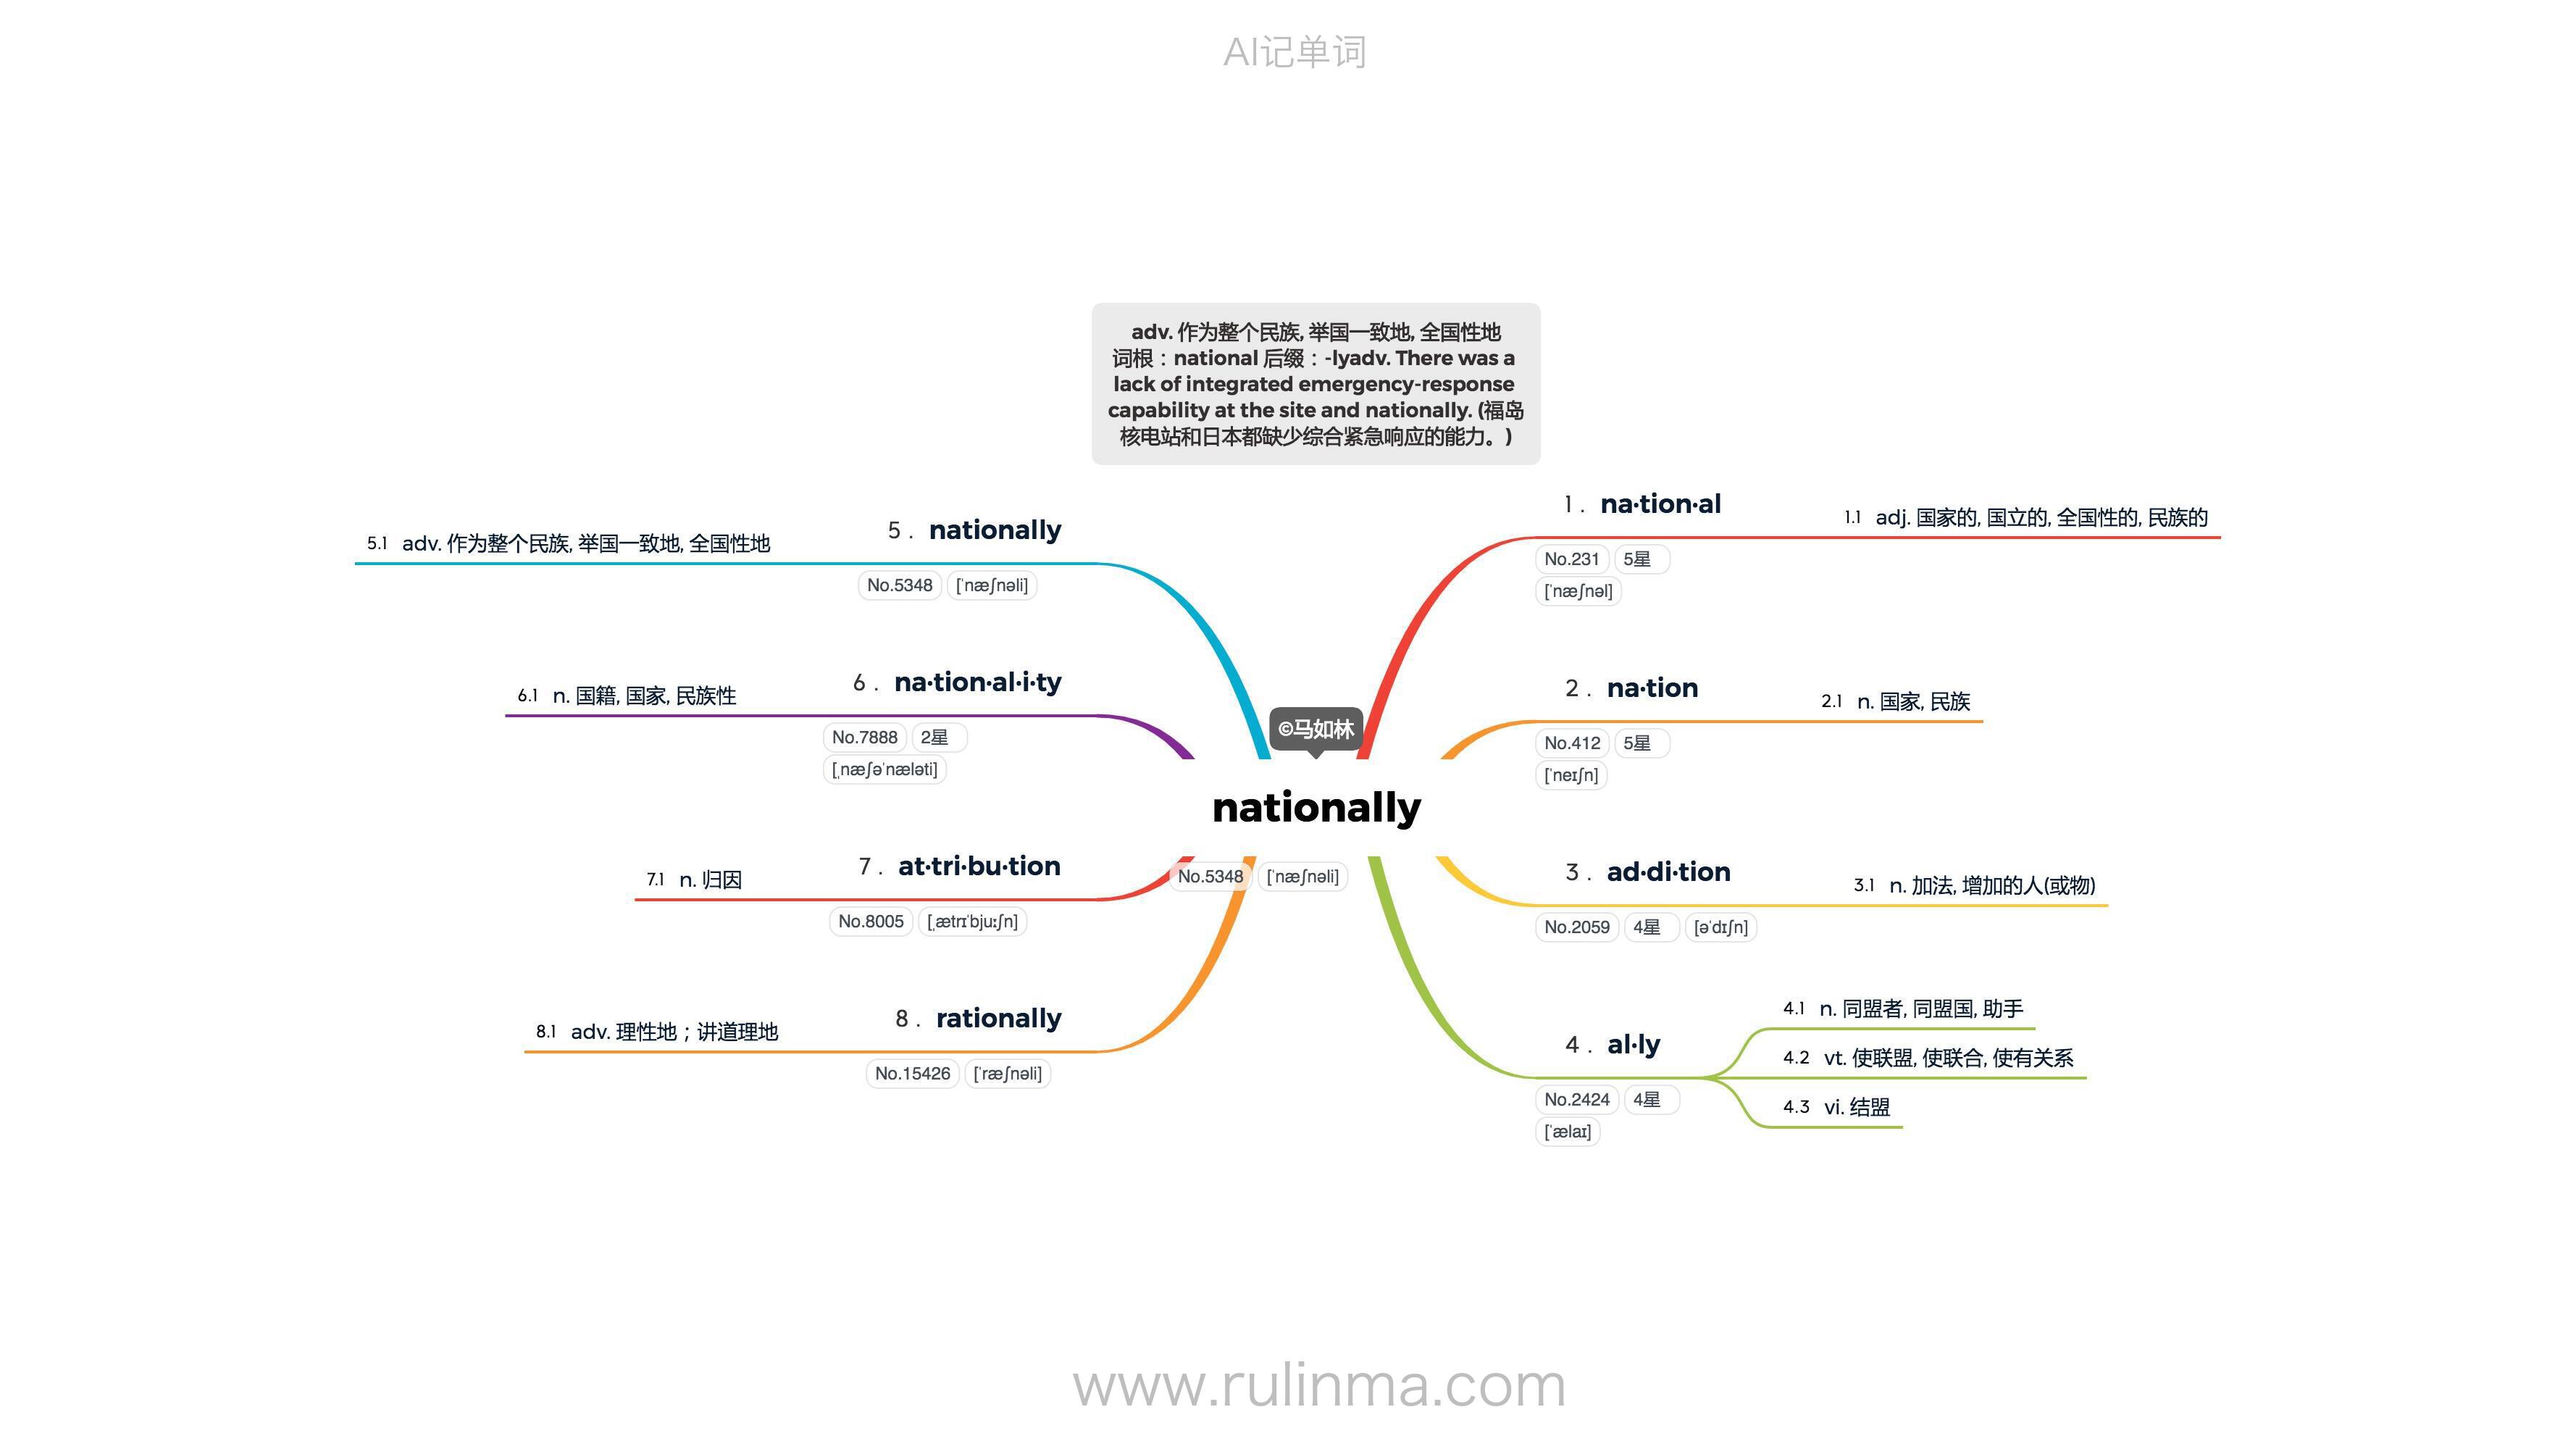 AI记单词
adv. 作为整个民族, 举国一致地, 全国性地
词根：national 后缀：-lyadv. There was a
lack of integrated emergency-response
capability at the site and nationally. (福岛
核电站和日本都缺少综合紧急响应的能力。)
©马如林
nationally
No.5348 [ˈnæʃnəli]
1. na·tion·al
No.231 5星
[ˈnæʃnəl]
1.1 adj. 国家的, 国立的, 全国性的, 民族的
2. na·tion
No.412 5星
[ˈneɪʃn]
2.1 n. 国家, 民族
3. ad·di·tion
No.2059 4星 [əˈdɪʃn]
3.1 n. 加法, 增加的人(或物)
4. al·ly
No.2424 4星
[ˈælaɪ]
4.1 n. 同盟者, 同盟国, 助手
4.2 vt. 使联盟, 使联合, 使有关系
4.3 vi. 结盟
5. nationally
No.5348 [ˈnæʃnəli]
5.1 adv. 作为整个民族, 举国一致地, 全国性地
6. na·tion·al·i·ty
No.7888 2星
[ˌnæʃəˈnæləti]
6.1 n. 国籍, 国家, 民族性
7. at·tri·bu·tion
No.8005 [ˌætrɪˈbjuːʃn]
7.1 n. 归因
8. rationally
No.15426 [ˈræʃnəli]
8.1 adv. 理性地；讲道理地
www.rulinma.com